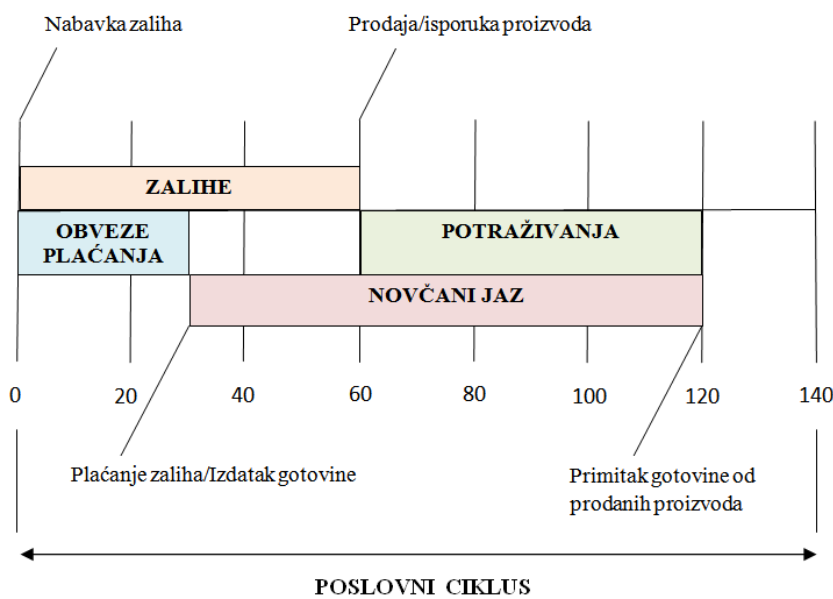 Nabavka zaliha
Prodaja/isporuka proizvoda
ZALIHE
OBVEZE
PLAĆANJA
POTRAŽIVANJA
NOVČANI JAZ
0
20
40
60
80
100
120
140
Plaćanje zaliha/Izdatak gotovine
Primitak gotovine od
prodanih proizvoda
POSLOVNI CIKLUS